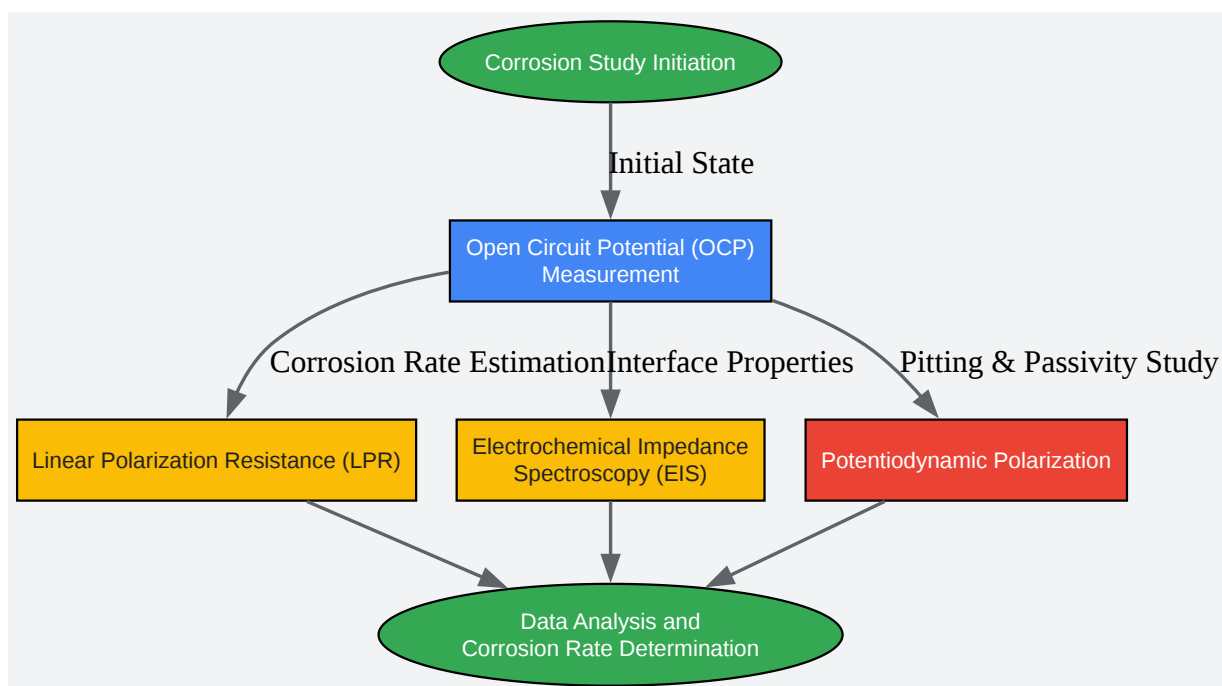 Corrosion Study Initiation
Initial State
Open Circuit Potential (OCP)
Measurement
Corrosion Rate Estimation
Interface Properties
Pitting & Passivity Study
Linear Polarization Resistance (LPR)
Electrochemical Impedance
Spectroscopy (EIS)
Potentiodynamic Polarization
Data Analysis and
Corrosion Rate Determination